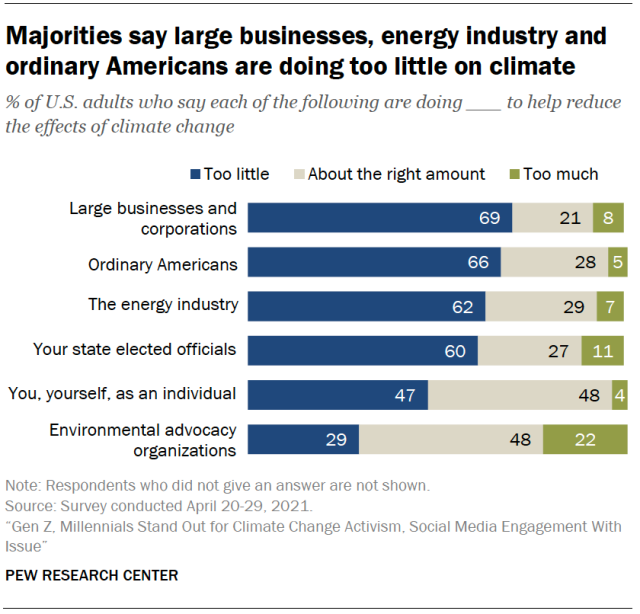 Majorities say large businesses, energy industry and
ordinary Americans are doing too little on climate
% of U.S. adults who say each of the following are doing ___ to help reduce
the effects of climate change
Too little About the right amount Too much
Large businesses and
corporations
69 21 8
Ordinary Americans 66 28 5
The energy industry 62 29 7
Your state elected officials 60 27 11
You, yourself, as an individual 47 48 4
Environmental advocacy
organizations
29 48 22
Note: Respondents who did not give an answer are not shown.
Source: Survey conducted April 20-29, 2021.
“Gen Z, Millennials Stand Out for Climate Change Activism, Social Media Engagement With
Issue”
PEW RESEARCH CENTER